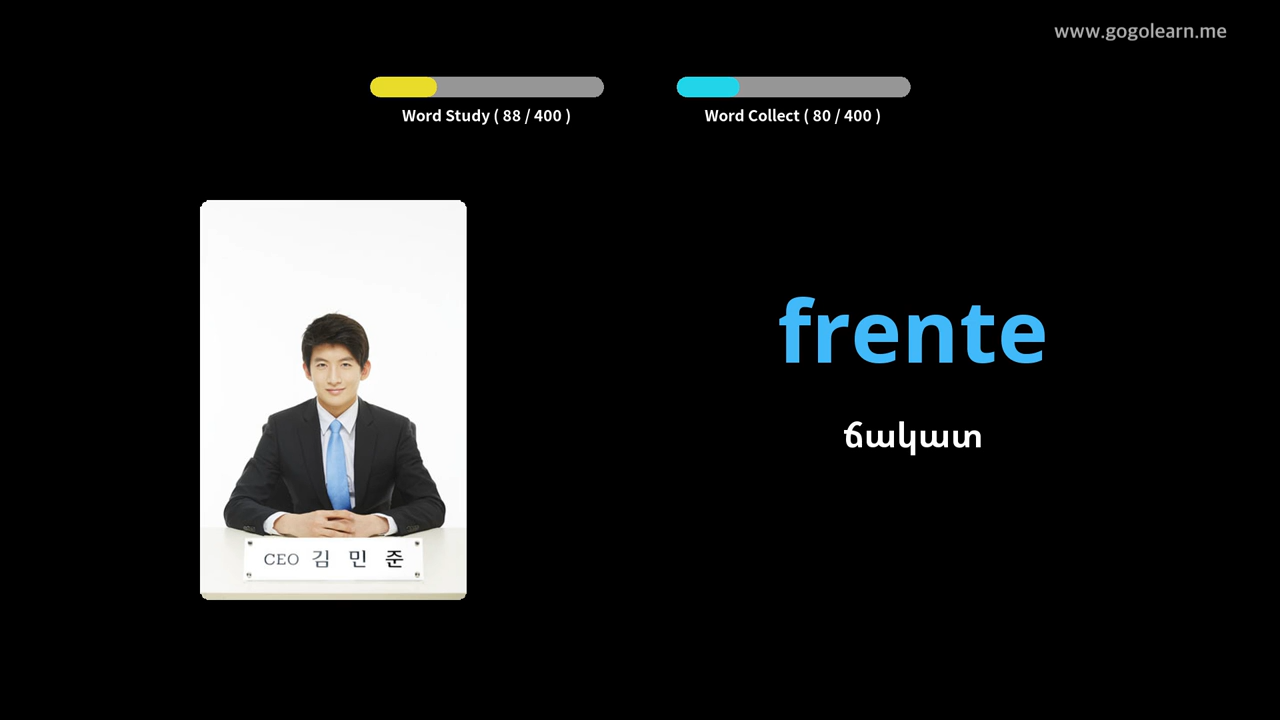 www.gogolearn.me
Word Study ( 88 / 400 )
Word Collect ( 80 / 400 )
frente
ճակատ
CEO 김 민 준